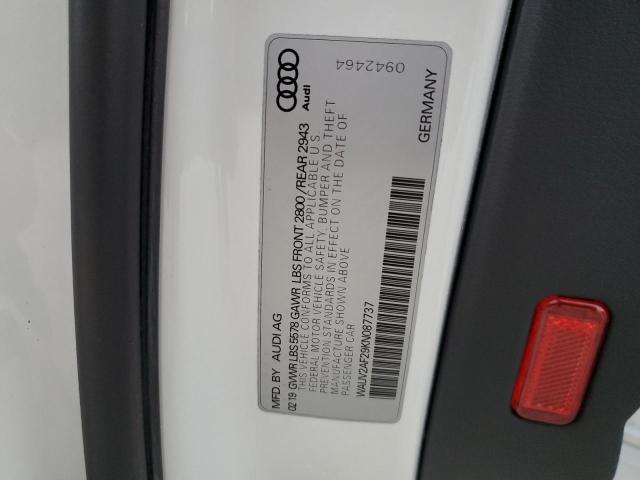 MFD. BY AUDI AG
Audi
02 19 GVWR LBS 5578 GAWR LBS FRONT 2800 / REAR 2943
THIS VEHICLE CONFORMS TO ALL APPLICABLE U.S.
FEDERAL MOTOR VEHICLE SAFETY, BUMPER AND THEFT
PREVENTION STANDARDS IN EFFECT ON THE DATE OF
MANUFACTURE SHOWN ABOVE
PASSENGER CAR
WAUV2AF29KN087737
0942464
GERMANY